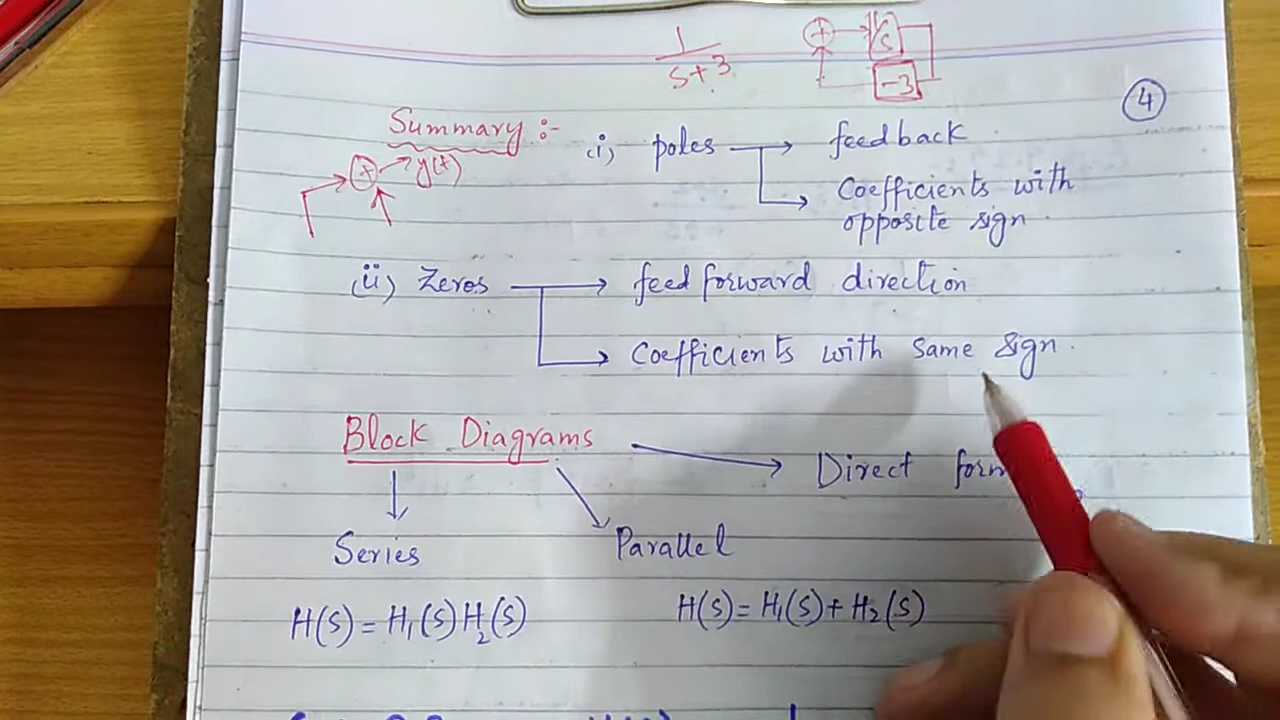 1
s+3
+ 1/s
-3
4
Summary :-
(i) poles → feedback
+ → y(t)
→ Coefficients with
opposite sign.
(ii) Zeros → feed forward direction
→ Coefficients with same sign.
Block Diagrams → Direct form
Series Parallel
H(s) = H₁(s) H₂(s) H(s) = H₁(s) + H₂(s)